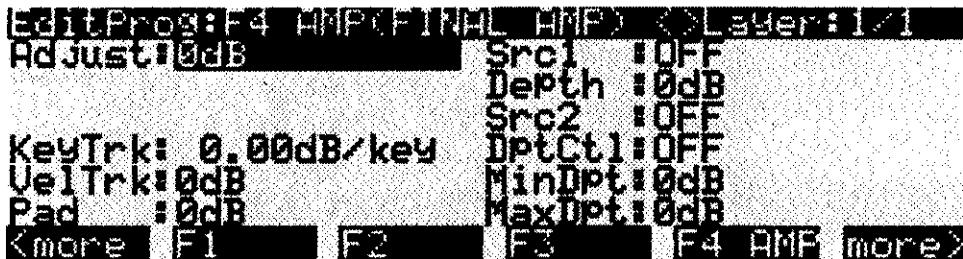 EditProg:F4 AMP(FINAL AMP) <>Layer:1/1
Adjust:0dB Src1 :OFF
Depth :0dB
Src2 :OFF
KeyTrk: 0.00dB/key DptCtl:OFF
VelTrk:0dB MinDpt:0dB
Pad :0dB MaxDpt:0dB
<more F1 F2 F3 F4 AMP more>